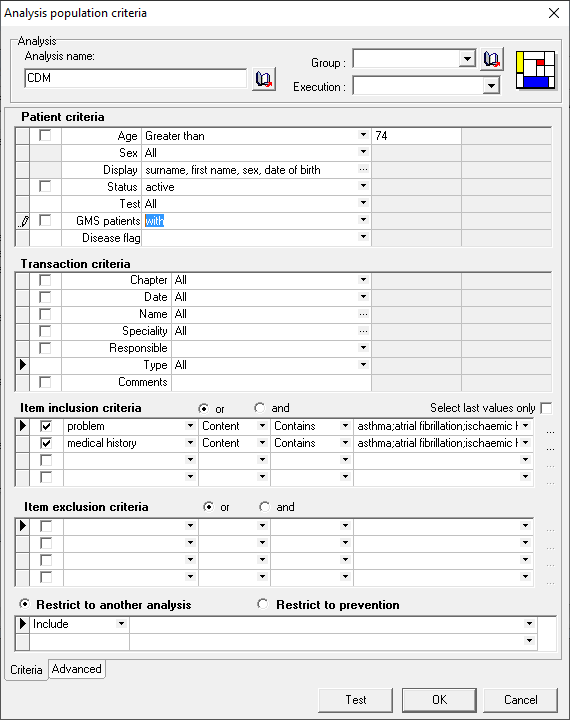 Analysis population criteria
Analysis
Analysis name:
CDM
Group :
Execution :
Patient criteria
Age Greater than 74
Sex All
Display surname, first name, sex, date of birth ...
Status active
Test All
GMS patients with
Disease flag
Transaction criteria
Chapter All
Date All
Name All ...
Speciality All ...
Responsible
Type All
Comments
Item inclusion criteria or and Select last values only
problem Content Contains asthma;atrial fibrillation;ischaemic ...
medical history Content Contains asthma;atrial fibrillation;ischaemic ...
...
...
Item exclusion criteria or and
...
...
...
...
Restrict to another analysis Restrict to prevention
Include
Criteria Advanced
Test OK Cancel